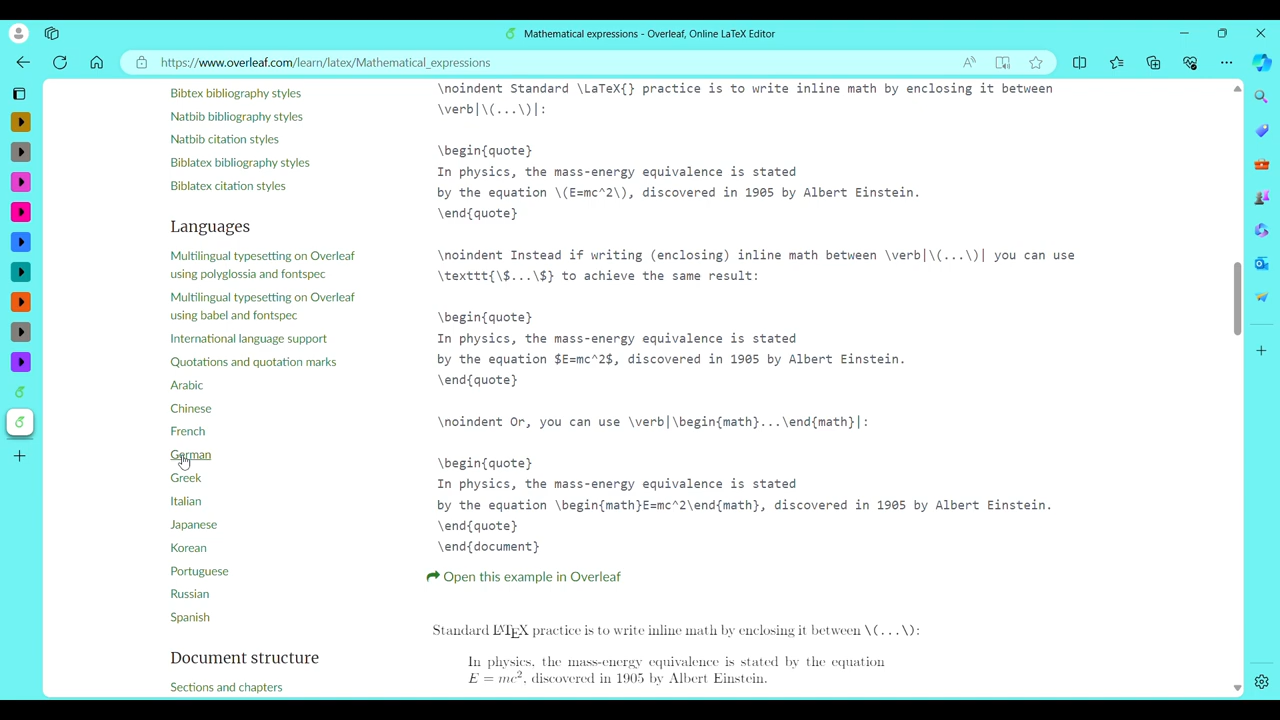 Mathematical expressions - Overleaf, Online LaTeX Editor
https://www.overleaf.com/learn/latex/Mathematical_expressions
Bibtex bibliography styles
Natbib bibliography styles
Natbib citation styles
Biblatex bibliography styles
Biblatex citation styles
Languages
Multilingual typesetting on Overleaf
using polyglossia and fontspec
Multilingual typesetting on Overleaf
using babel and fontspec
International language support
Quotations and quotation marks
Arabic
Chinese
French
German
Greek
Italian
Japanese
Korean
Portuguese
Russian
Spanish
Document structure
Sections and chapters
\noindent Standard \LaTeX{} practice is to write inline math by enclosing it between
\verb|\(...\)|:
\begin{quote}
In physics, the mass-energy equivalence is stated
by the equation \(E=mc^2\), discovered in 1905 by Albert Einstein.
\end{quote}
\noindent Instead if writing (enclosing) inline math between \verb|\(...\)| you can use
\texttt{\$...\$} to achieve the same result:
\begin{quote}
In physics, the mass-energy equivalence is stated
by the equation $E=mc^2$, discovered in 1905 by Albert Einstein.
\end{quote}
\noindent Or, you can use \verb|\begin{math}...\end{math}|:
\begin{quote}
In physics, the mass-energy equivalence is stated
by the equation \begin{math}E=mc^2\end{math}, discovered in 1905 by Albert Einstein.
\end{quote}
\end{document}
Open this example in Overleaf
Standard LATEX practice is to write inline math by enclosing it between \(...\):
In physics, the mass-energy equivalence is stated by the equation
E = mc², discovered in 1905 by Albert Einstein.